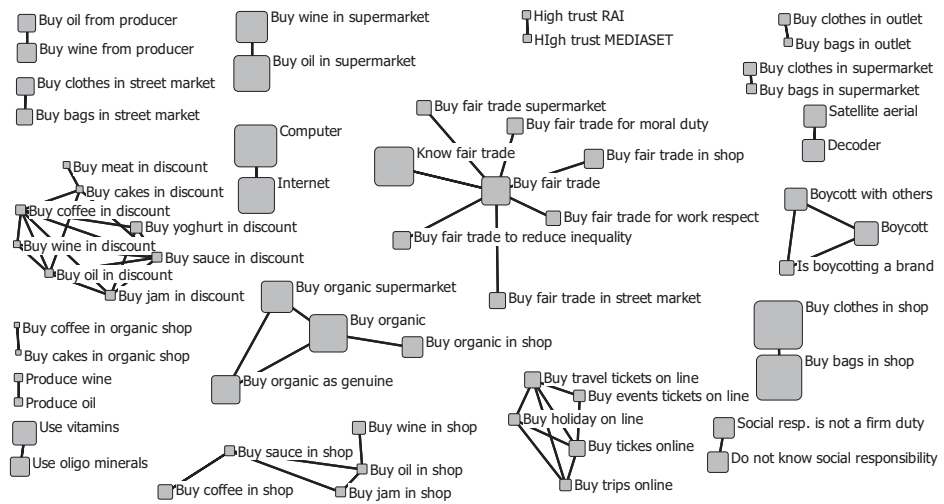 Buy oil from producer
Buy wine from producer
Buy clothes in street market
Buy bags in street market
Buy wine in supermarket
Buy oil in supermarket
High trust RAI
HIgh trust MEDIASET
Buy clothes in outlet
Buy bags in outlet
Buy clothes in supermarket
Buy bags in supermarket
Satellite aerial
Decoder
Computer
Internet
Buy fair trade supermarket
Buy fair trade for moral duty
Know fair trade
Buy fair trade in shop
Buy fair trade
Buy fair trade for work respect
Buy fair trade to reduce inequality
Buy fair trade in street market
Buy meat in discount
Buy cakes in discount
Buy coffee in discount
Buy yoghurt in discount
Buy wine in discount
Buy sauce in discount
Buy oil in discount
Buy jam in discount
Boycott with others
Boycott
Is boycotting a brand
Buy organic supermarket
Buy organic
Buy organic in shop
Buy organic as genuine
Buy clothes in shop
Buy bags in shop
Buy coffee in organic shop
Buy cakes in organic shop
Produce wine
Produce oil
Use vitamins
Use oligo minerals
Buy wine in shop
Buy sauce in shop
Buy oil in shop
Buy coffee in shop
Buy jam in shop
Buy travel tickets on line
Buy events tickets on line
Buy holiday on line
Buy tickes online
Buy trips online
Social resp. is not a firm duty
Do not know social responsibility